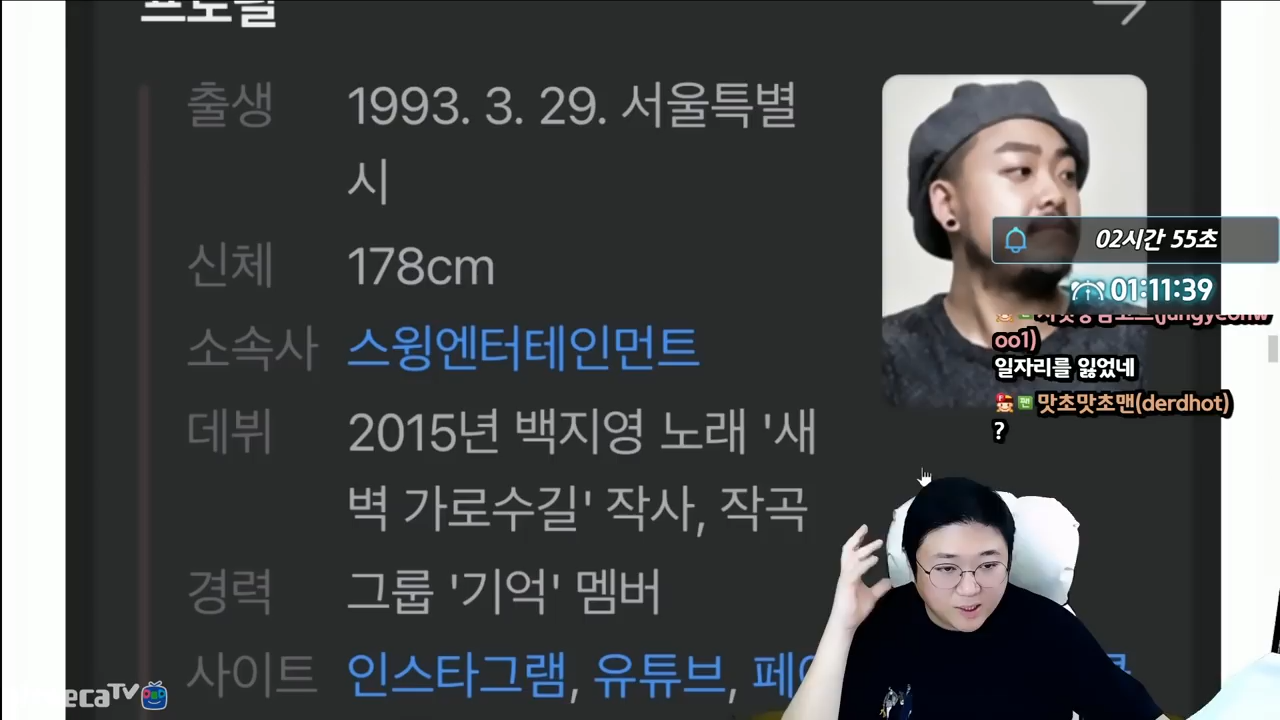 프로필
출생
1993. 3. 29. 서울특별
시
신체
178cm
소속사
스윙엔터테인먼트
데뷔
2015년 백지영 노래 '새
벽 가로수길' 작사, 작곡
경력
그룹 '기억' 멤버
사이트
인스타그램, 유튜브,
02시간 55초
01:11:39
oo1)
일자리를 잃었네
맛초맛초맨(derdhot)
?